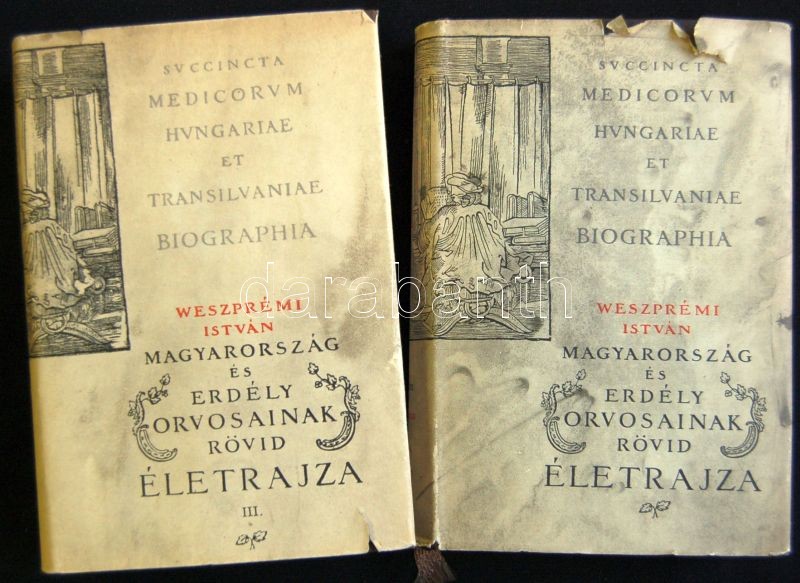 SVCCINCTA
MEDICORVM
HVNGARIAE
ET
TRANSILVANIAE
BIOGRAPHIA
WESZPRÉMI
ISTVÁN
MAGYARORSZÁG
ÉS
ERDÉLY
ORVOSAINAK
RÖVID
ÉLETRAJZA
III.
SVCCINCTA
MEDICORVM
HVNGARIAE
ET
TRANSILVANIAE
BIOGRAPHIA
WESZPRÉMI
ISTVÁN
MAGYARORSZÁG
ÉS
ERDÉLY
ORVOSAINAK
RÖVID
ÉLETRAJZA
darabanth